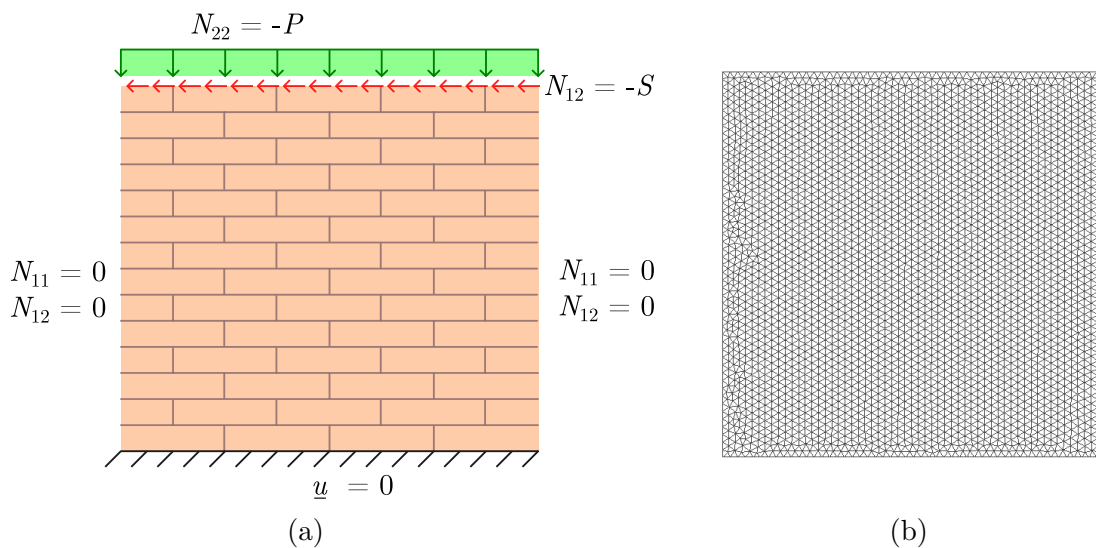 N₂₂ = -P
N₁₂ = -S
N₁₁ = 0
N₁₂ = 0
N₁₁ = 0
N₁₂ = 0
u = 0
(a)
(b)